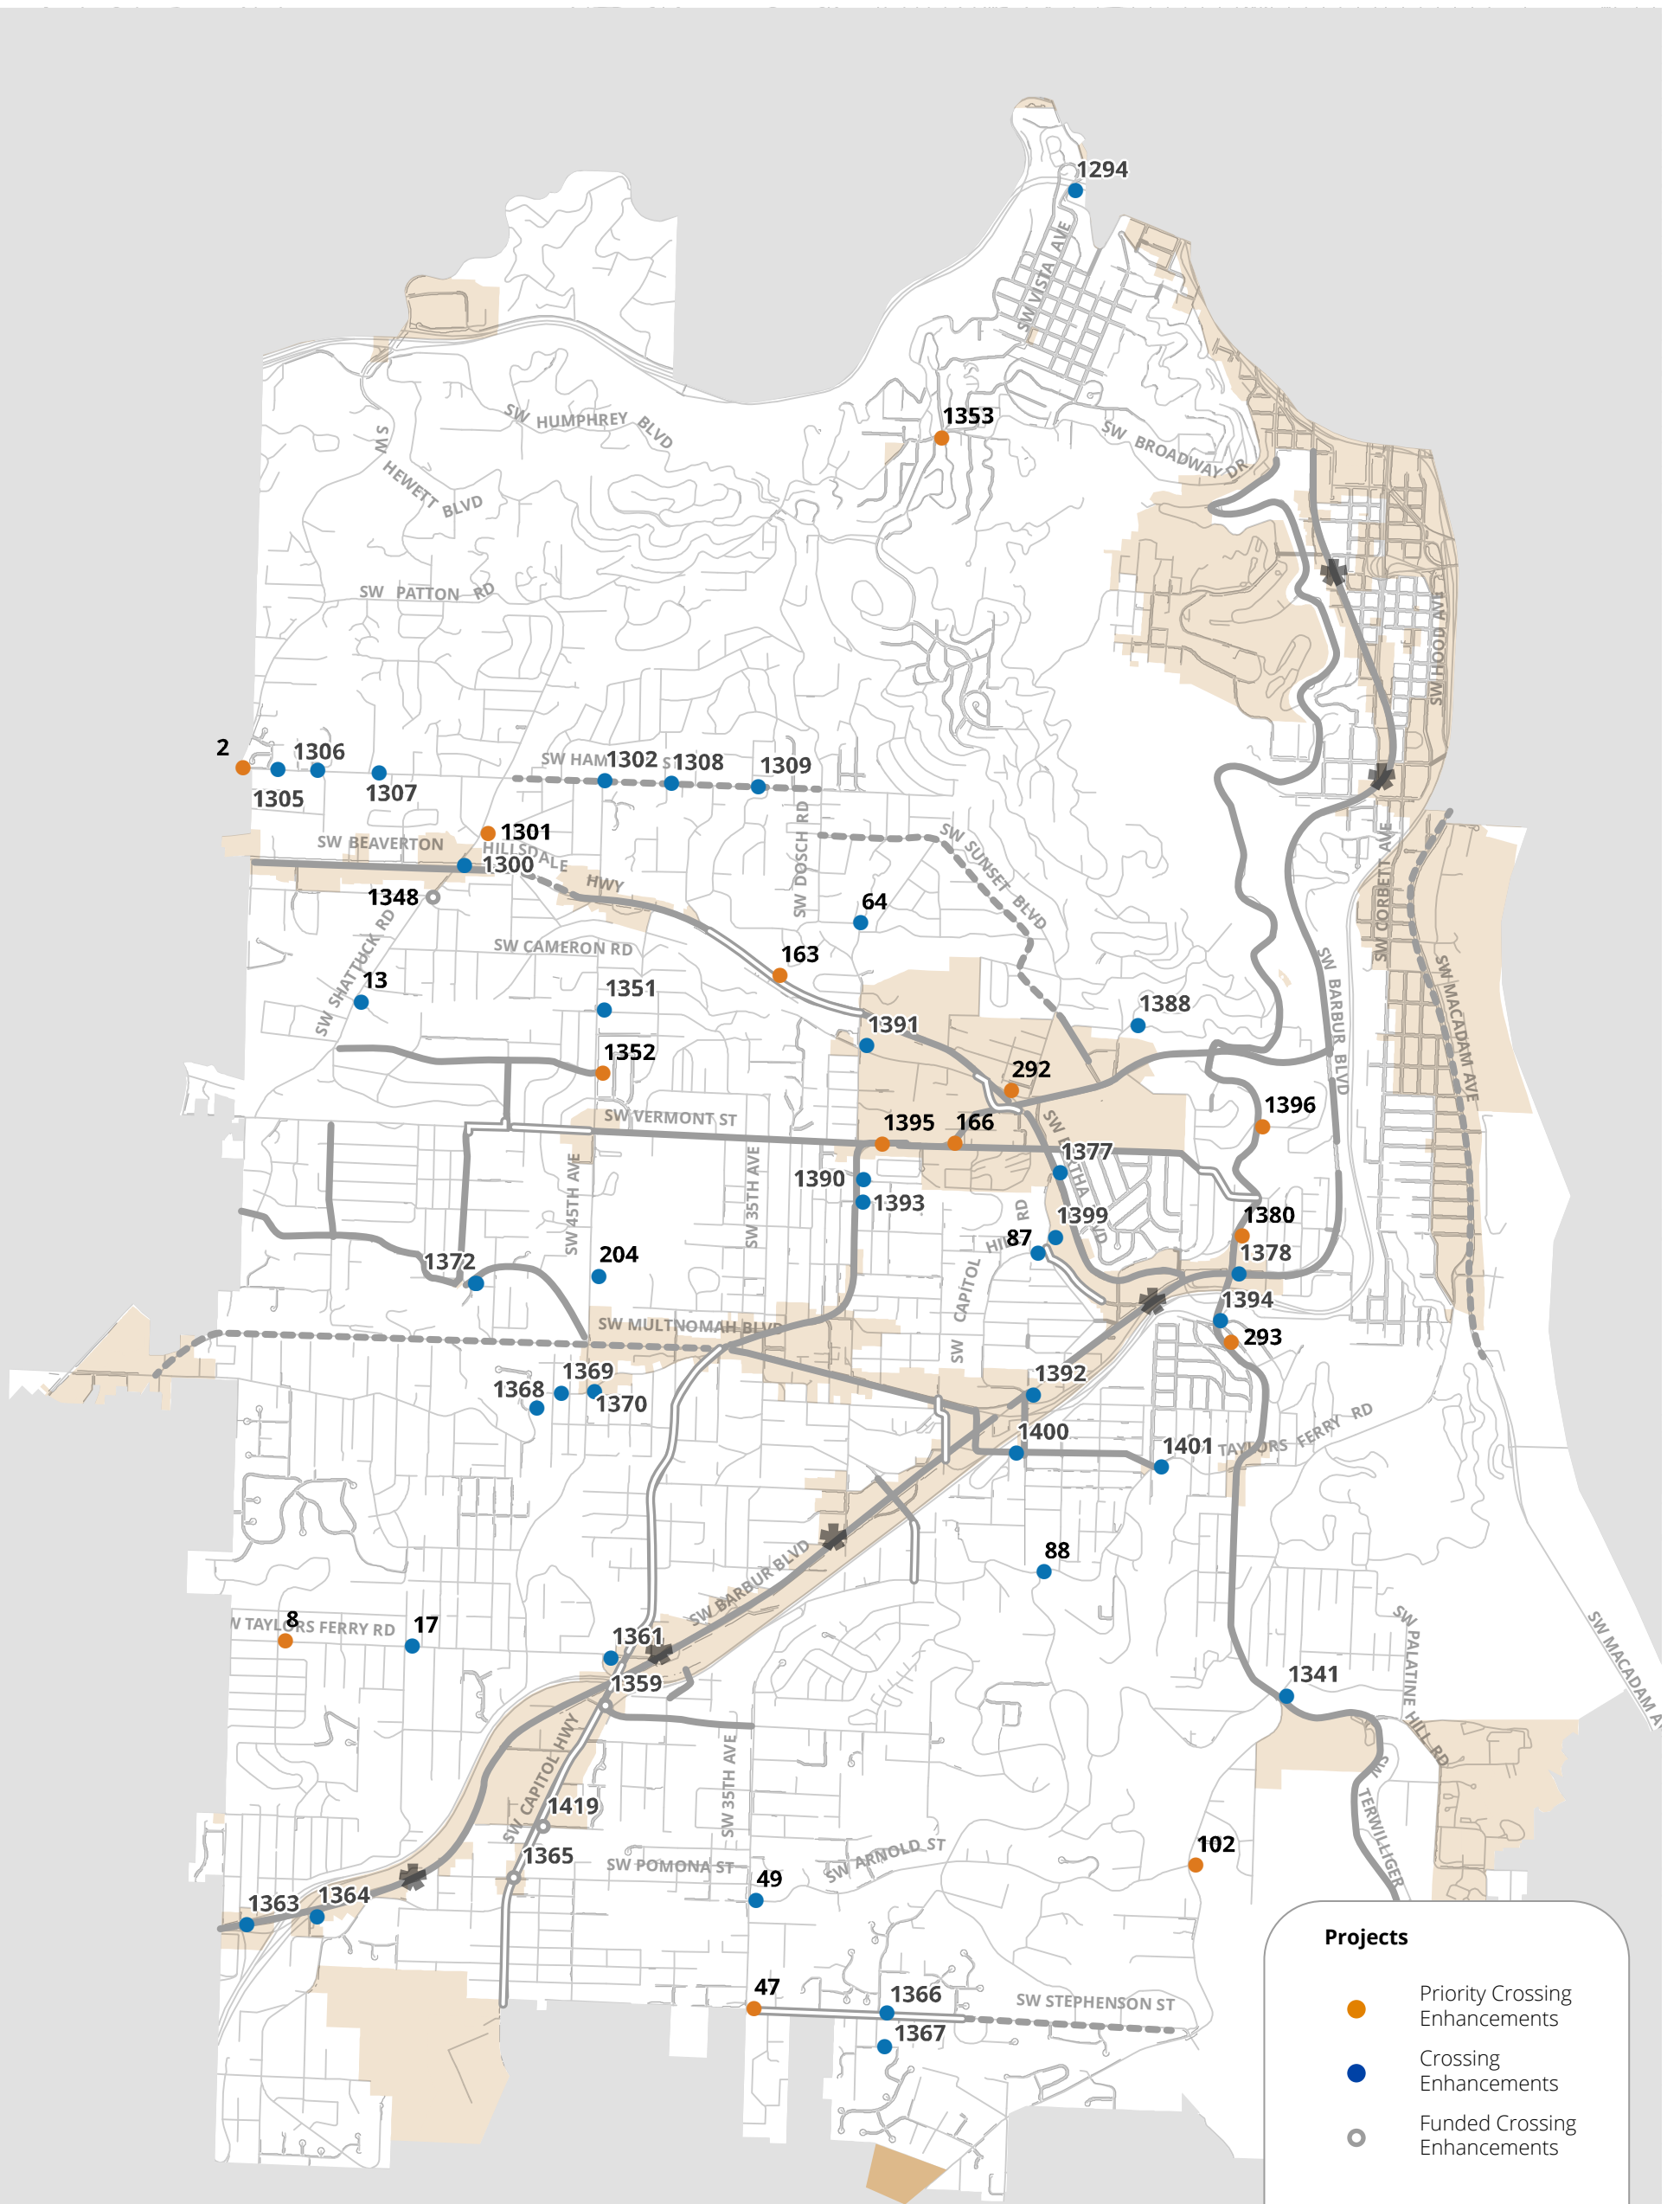 1294
SW VISTA AVE
1353
SW HUMPHREY BLVD
SW BROADWAY DR
SW HEWETT BLVD
SW PATTON RD
SW HOOD AVE
2
1306
1302
1308
1309
SW HAM
1305
1307
1301
SW BEAVERTON
HILLSDALE
1300
HWY
SW DOSCH RD
SW SUNSET BLVD
SW CORBETT AVE
1348
64
SW SHATTUCK RD
SW CAMERON RD
163
SW BARBUR BLVD
SW MACADAM AVE
13
1351
1391
1388
1352
292
SW VERMONT ST
1395
166
1396
1377
SW 45TH AVE
SW 35TH AVE
1390
1393
1399
1380
87
RD
1372
204
1378
SW CAPITOL
1394
SW MULTNOMAH BLVD
293
1369
1368
1370
1392
1400
1401
TAYLORS FERRY RD
88
SW BARBUR BLVD
8
W TAYLORS FERRY RD
17
1361
1359
SW PALATINE HILL RD
SW MACADAM A
1341
SW CAPITOL HWY
SW 35TH AVE
1419
SW TERWILLIGER
1365
SW POMONA ST
SW ARNOLD ST
102
49
1363
1364
47
1366
SW STEPHENSON ST
1367
Projects
Priority Crossing
Enhancements
Crossing
Enhancements
Funded Crossing
Enhancements